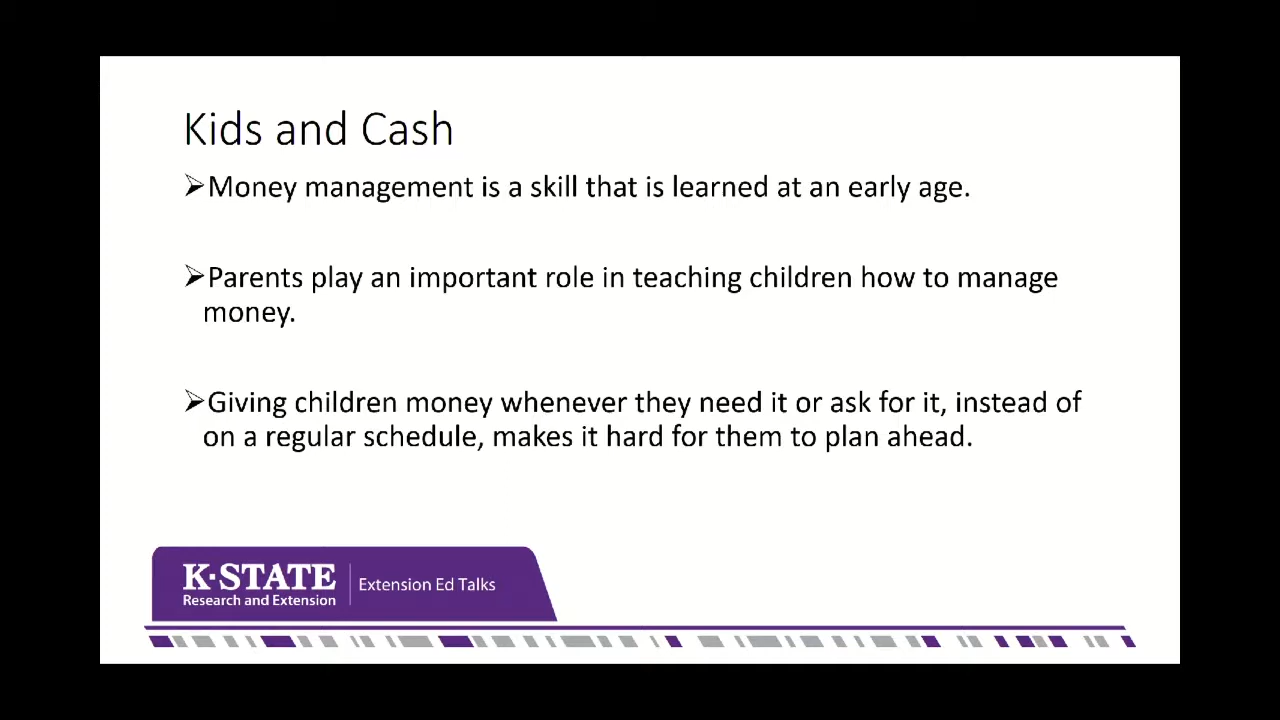 Kids and Cash
➢Money management is a skill that is learned at an early age.
➢Parents play an important role in teaching children how to manage
money.
➢Giving children money whenever they need it or ask for it, instead of
on a regular schedule, makes it hard for them to plan ahead.
K·STATE
Research and Extension
Extension Ed Talks